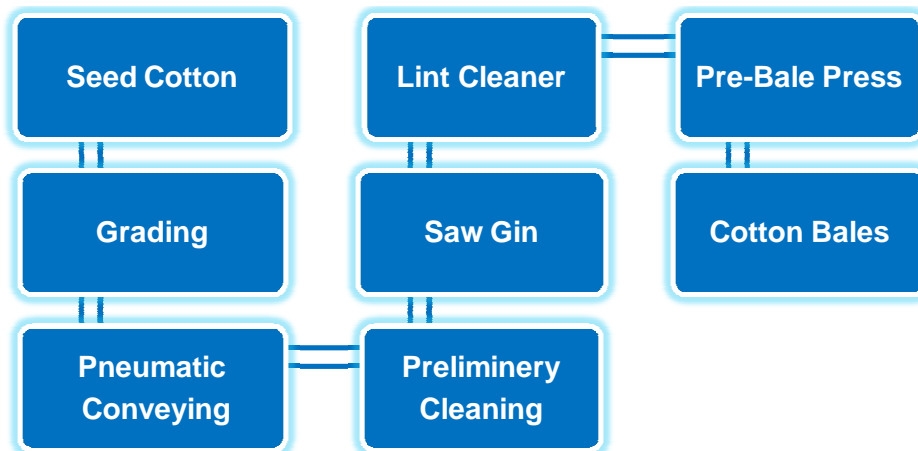 Seed Cotton
Grading
Pneumatic
Conveying
Preliminery
Cleaning
Saw Gin
Lint Cleaner
Pre-Bale Press
Cotton Bales